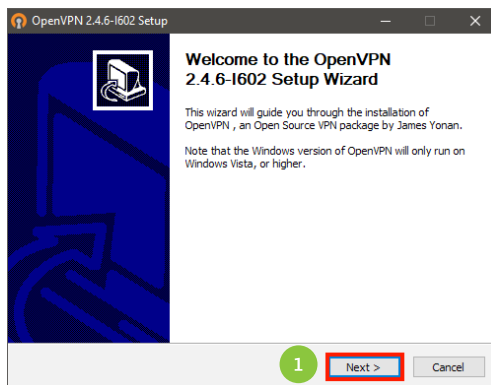 OpenVPN 2.4.6-I602 Setup
Welcome to the OpenVPN
2.4.6-I602 Setup Wizard
This wizard will guide you through the installation of
OpenVPN , an Open Source VPN package by James Yonan.
Note that the Windows version of OpenVPN will only run on
Windows Vista, or higher.
1
Next >
Cancel